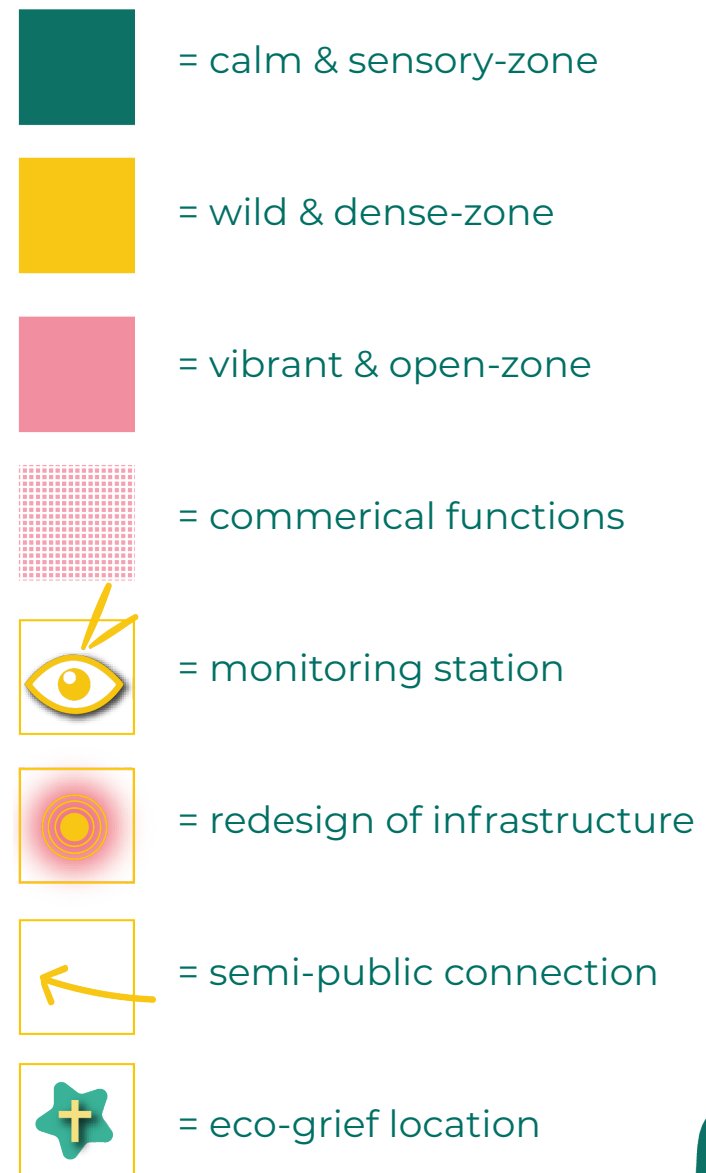 = calm & sensory-zone
= wild & dense-zone
= vibrant & open-zone
= commerical functions
= monitoring station
= redesign of infrastructure
= semi-public connection
= eco-grief location